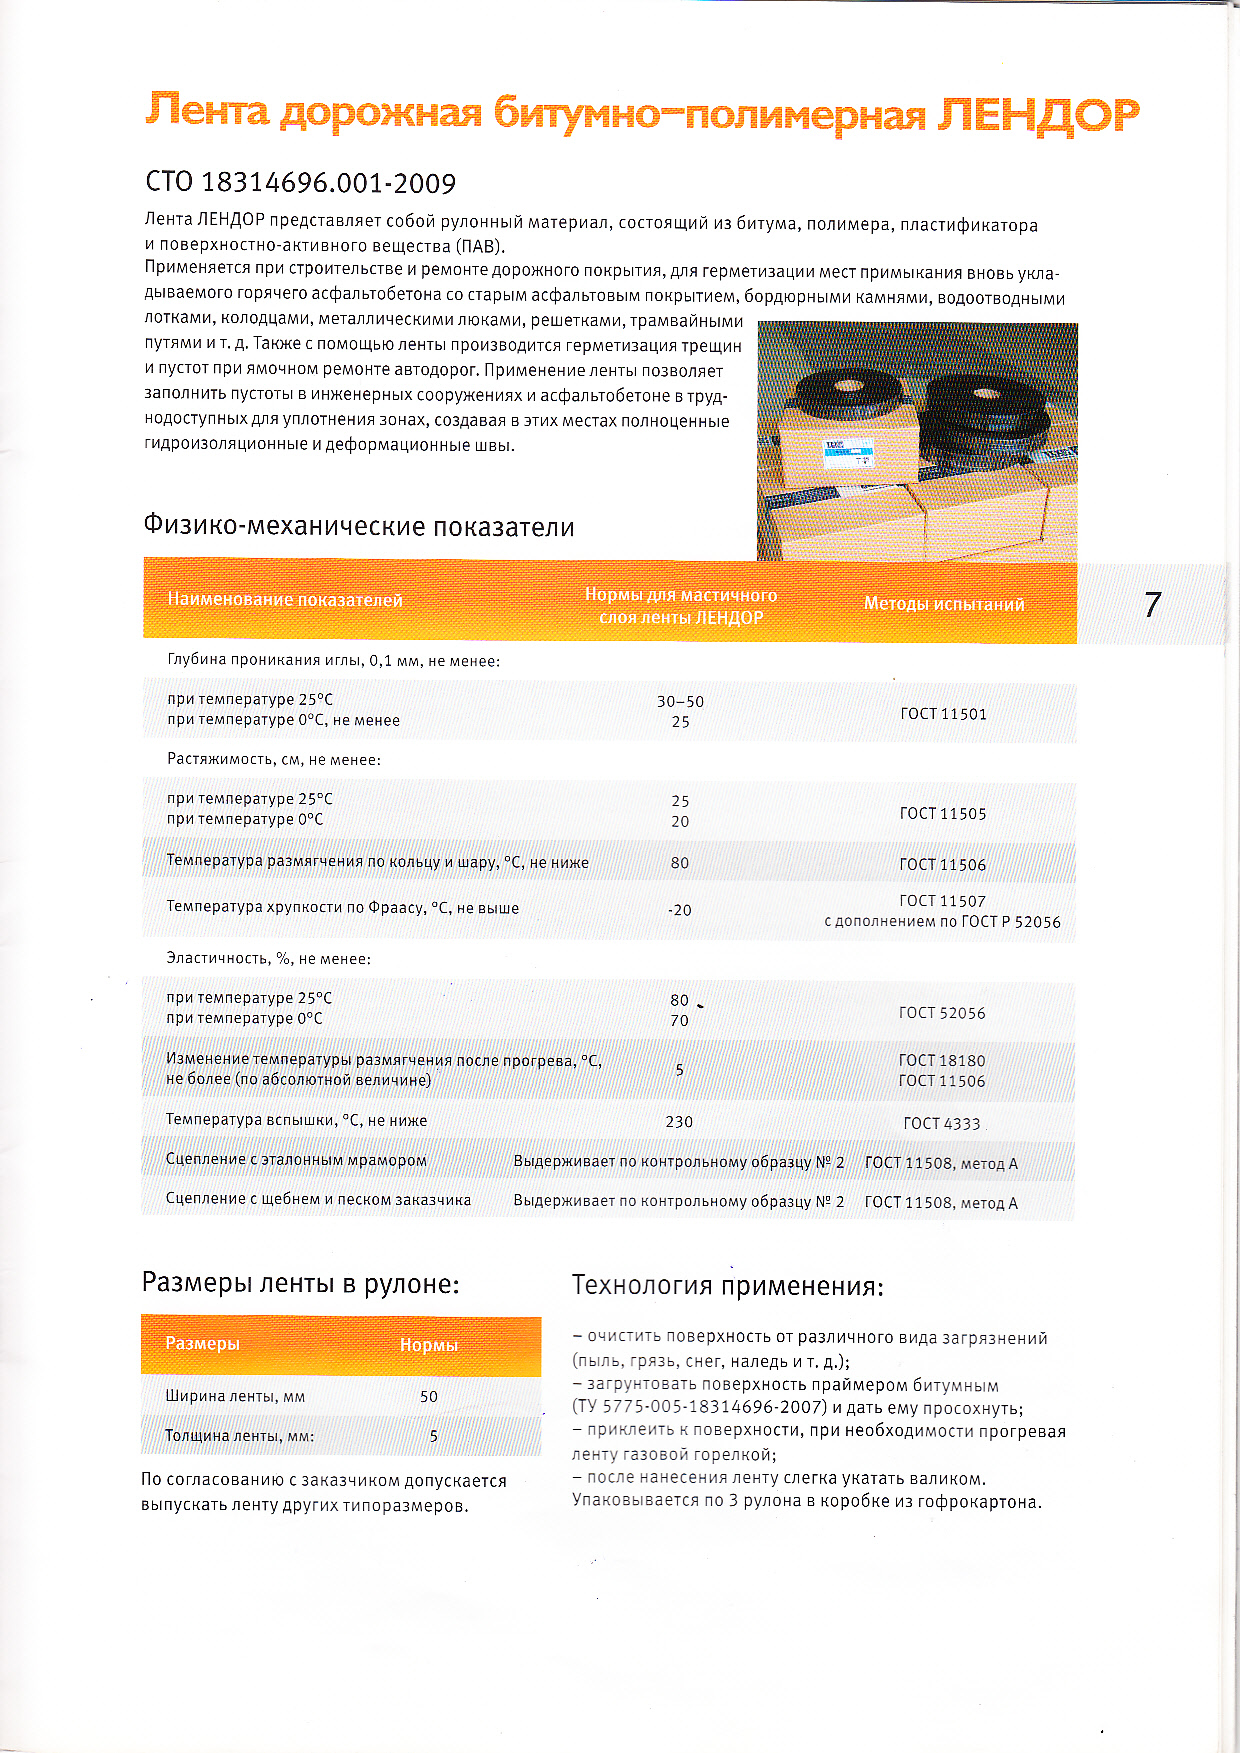 Лента дорожная битумно-полимерная ЛЕНДОР
СТО 18314696.001-2009
Лента ЛЕНДОР представляет собой рулонный материал, состоящий из битума, полимера, пластификатора
и поверхностно-активного вещества (ПАВ).
Применяется при строительстве и ремонте дорожного покрытия, для герметизации мест примыкания вновь укла-
дываемого горячего асфальтобетона со старым асфальтовым покрытием, бордюрными камнями, водоотводными
лотками, колодцами, металлическими люками, решетками, трамвайными
путями и т. д. Также с помощью ленты производится герметизация трещин
и пустот при ямочном ремонте автодорог. Применение ленты позволяет
заполнить пустоты в инженерных сооружениях и асфальтобетоне в труд-
нодоступных для уплотнения зонах, создавая в этих местах полноценные
гидроизоляционные и деформационные швы.
Физико-механические показатели
Наименование показателей
Нормы для мастичного
слоя ленты ЛЕНДОР
Методы испытаний
7
Глубина проникания иглы, 0,1 мм, не менее:
при температуре 25°С 30–50
при температуре 0°С, не менее 25
ГОСТ 11501
Растяжимость, см, не менее:
при температуре 25°С 25
при температуре 0°С 20
ГОСТ 11505
Температура размягчения по кольцу и шару, °С, не ниже 80 ГОСТ 11506
Температура хрупкости по Фраасу, °С, не выше -20
ГОСТ 11507
с дополнением по ГОСТ Р 52056
Эластичность, %, не менее:
при температуре 25°С 80
при температуре 0°С 70
ГОСТ 52056
Изменение температуры размягчения после прогрева, °С,
не более (по абсолютной величине)
5
ГОСТ 18180
ГОСТ 11506
Температура вспышки, °С, не ниже 230 ГОСТ 4333
Сцепление с эталонным мрамором Выдерживает по контрольному образцу № 2 ГОСТ 11508, метод А
Сцепление с щебнем и песком заказчика Выдерживает по контрольному образцу № 2 ГОСТ 11508, метод А
Размеры ленты в рулоне:
Размеры Нормы
Ширина ленты, мм 50
Толщина ленты, мм: 5
По согласованию с заказчиком допускается
выпускать ленту других типоразмеров.
Технология применения:
– очистить поверхность от различного вида загрязнений
(пыль, грязь, снег, наледь и т. д.);
– загрунтовать поверхность праймером битумным
(ТУ 5775-005-18314696-2007) и дать ему просохнуть;
– приклеить к поверхности, при необходимости прогревая
ленту газовой горелкой;
– после нанесения ленту слегка укатать валиком.
Упаковывается по 3 рулона в коробке из гофрокартона.